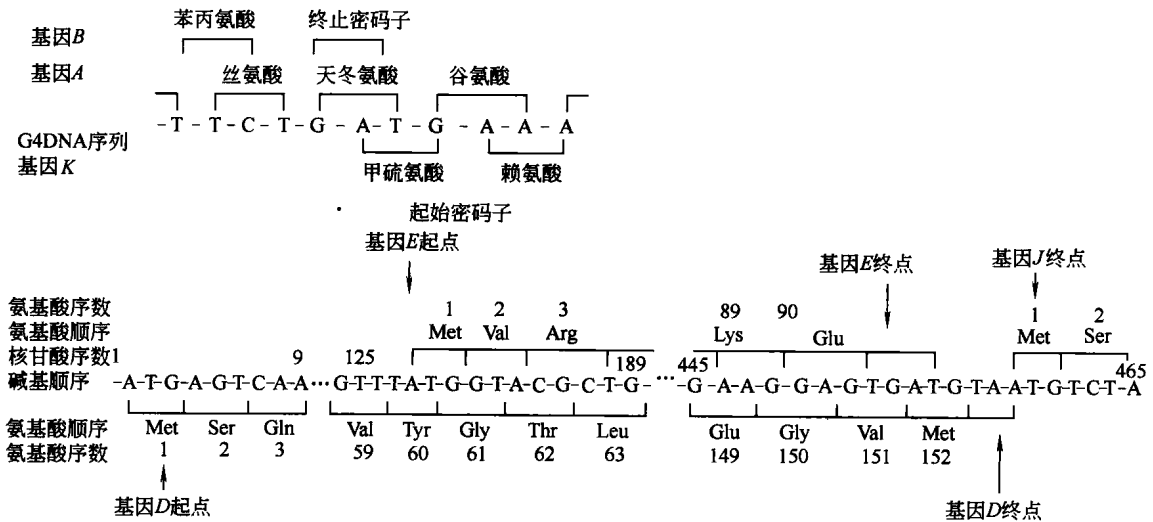 苯丙氨酸 终止密码子
基因B
基因A 丝氨酸 天冬氨酸 谷氨酸
-T-T-C-T-G-A-T-G-A-A-A
G4DNA序列
基因K 甲硫氨酸 赖氨酸
起始密码子
基因E起点
基因E终点 基因J终点
氨基酸序数 1 2 3 89 90 1 2
氨基酸顺序 Met Val Arg Lys Glu Met Ser
核甘酸序数1 9 125 189 445 465
碱基顺序 -A-T-G-A-G-T-C-A-A…G-T-T-T-A-T-G-G-T-A-C-G-C-T-G-…-G-A-A-G-G-A-G-T-G-A-T-G-T-A-A-T-G-T-C-T-A
氨基酸顺序 Met Ser Gln Val Tyr Gly Thr Leu Glu Gly Val Met
氨基酸序数 1 2 3 59 60 61 62 63 149 150 151 152
基因D起点 基因D终点